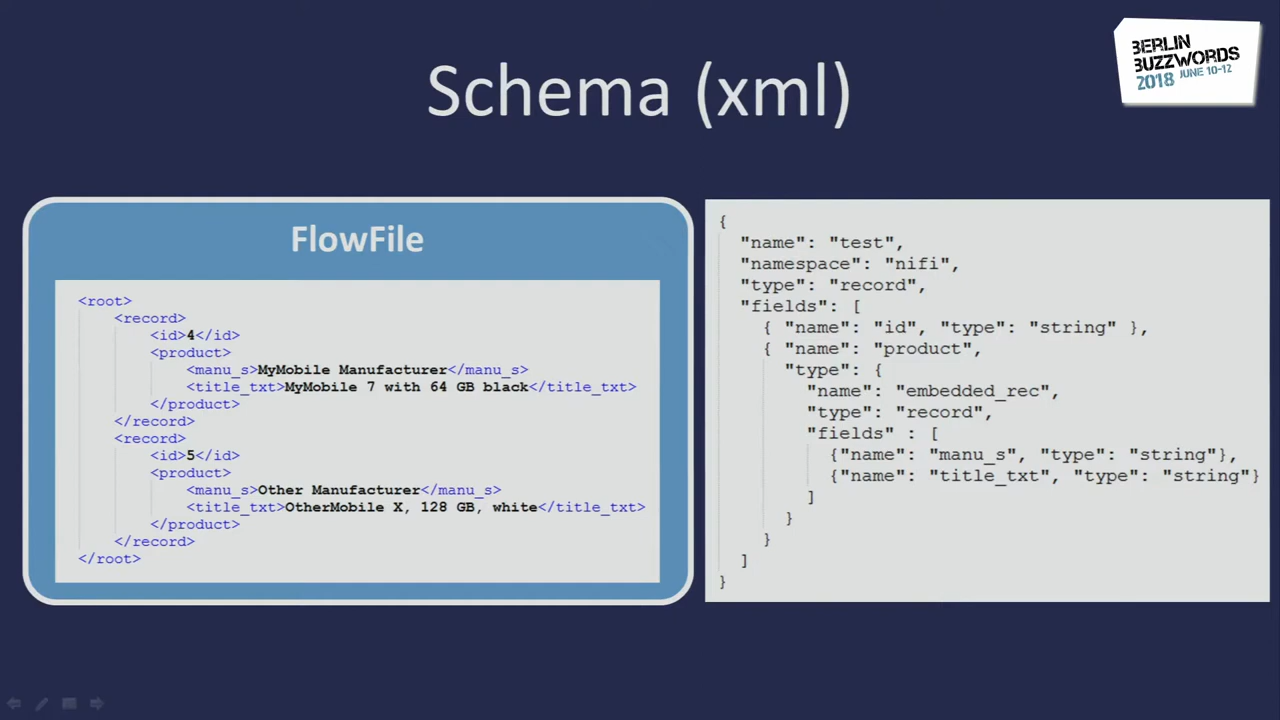 BERLIN
BUZZWORDS
2018 JUNE 10-12
Schema (xml)
FlowFile
<root>
    <record>
        <id>4</id>
        <product>
            <manu_s>MyMobile Manufacturer</manu_s>
            <title_txt>MyMobile 7 with 64 GB black</title_txt>
        </product>
    </record>
    <record>
        <id>5</id>
        <product>
            <manu_s>Other Manufacturer</manu_s>
            <title_txt>OtherMobile X, 128 GB, white</title_txt>
        </product>
    </record>
</root>
{
  "name": "test",
  "namespace": "nifi",
  "type": "record",
  "fields": [
    { "name": "id", "type": "string" },
    { "name": "product",
      "type": {
        "name": "embedded_rec",
        "type": "record",
        "fields" : [
          {"name": "manu_s", "type": "string"},
          {"name": "title_txt", "type": "string"}
        ]
      }
    }
  ]
}